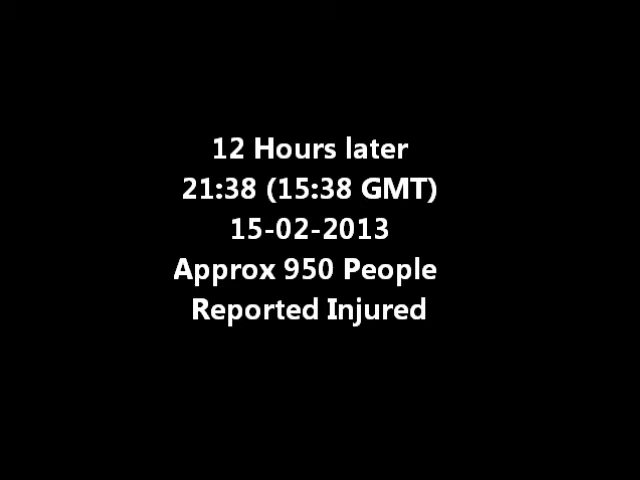 12 Hours later
21:38 (15:38 GMT)
15-02-2013
Approx 950 People
Reported Injured